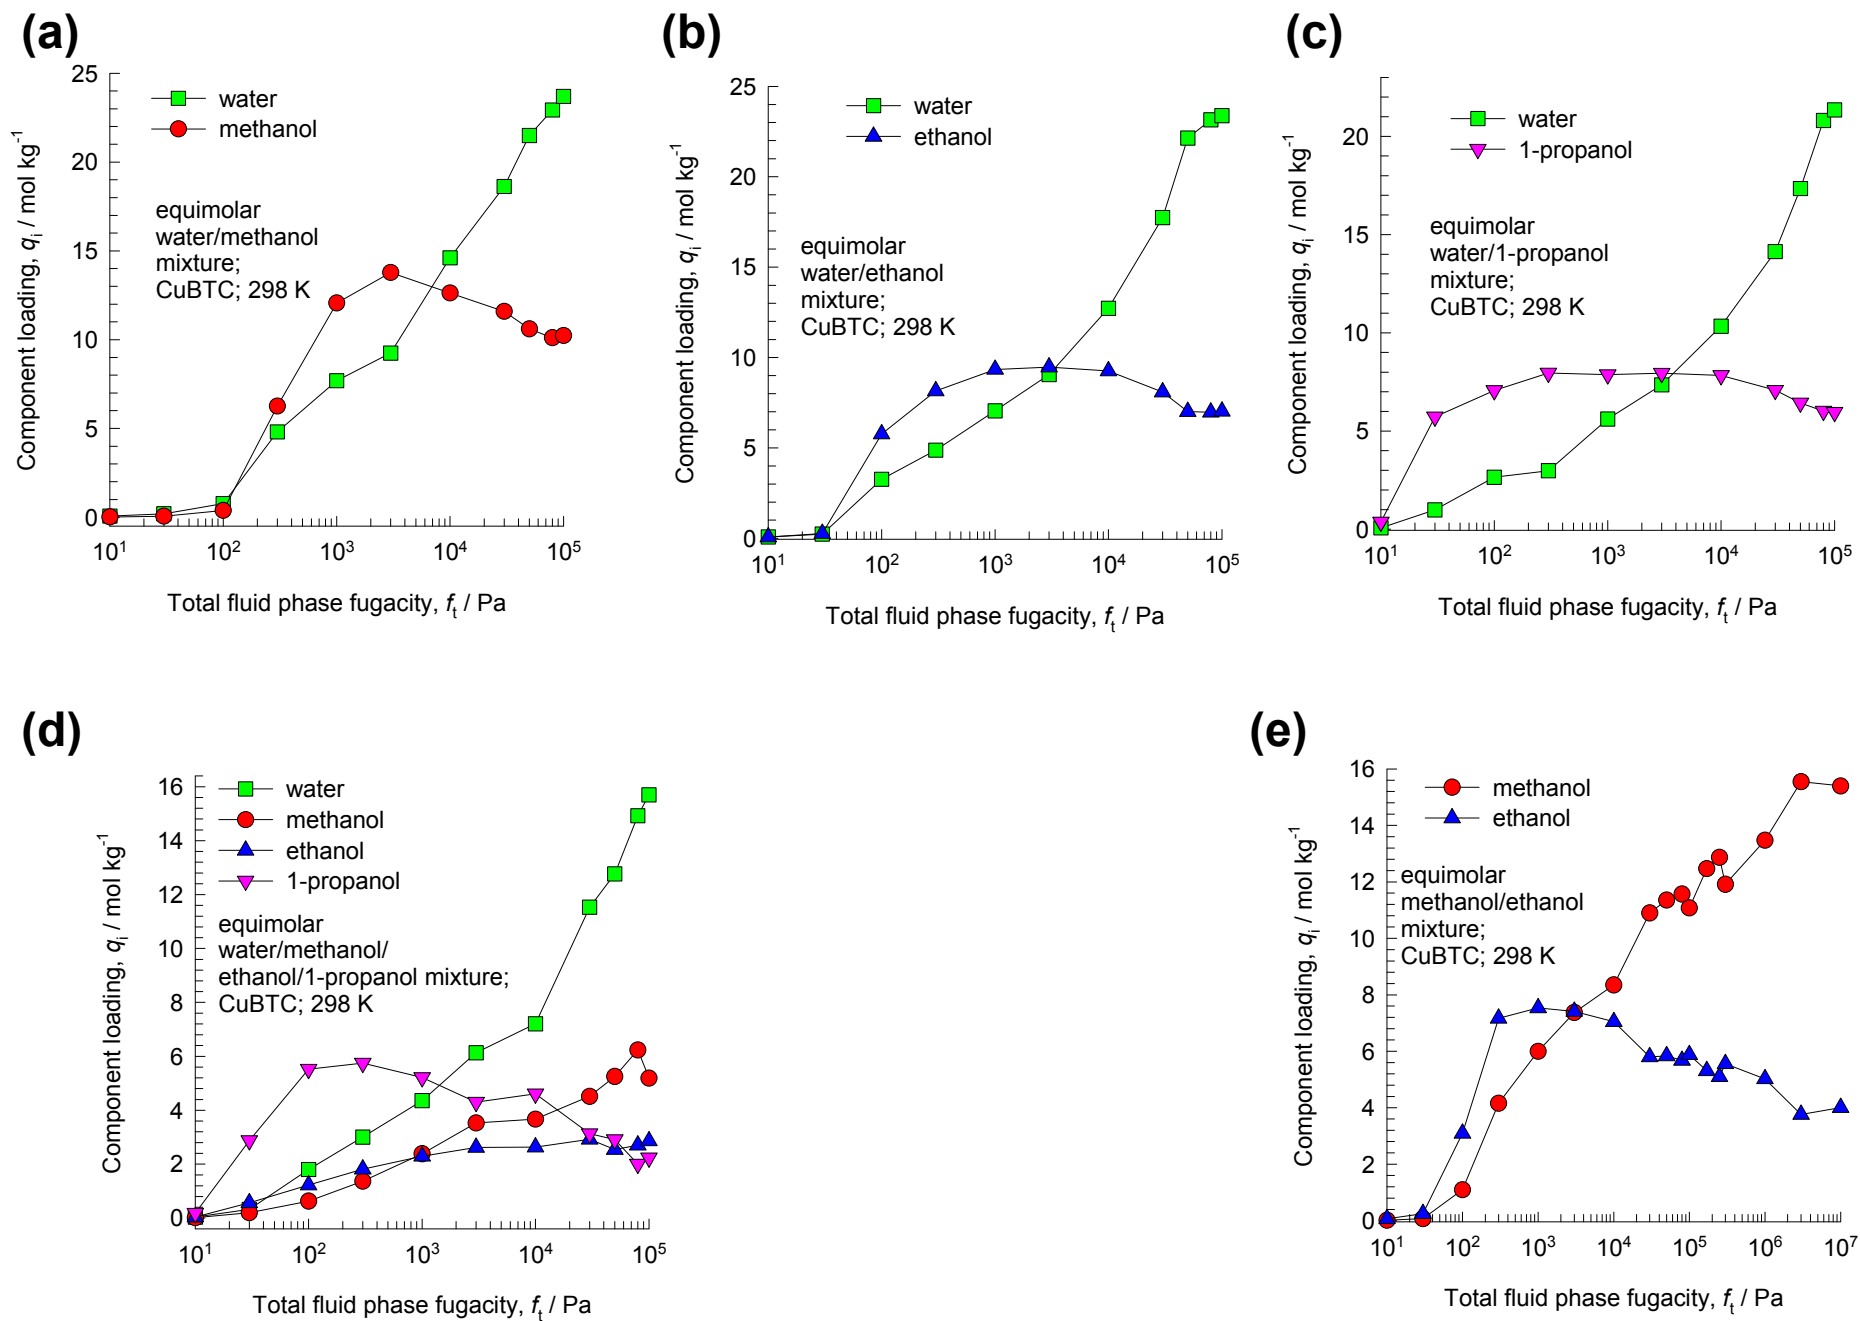 (a)
25
20
15
10
5
0
Component loading, qi / mol kg-1
water
methanol
equimolar
water/methanol
mixture;
CuBTC; 298 K
10¹ 10² 10³ 10⁴ 10⁵
Total fluid phase fugacity, ft / Pa
(b)
25
20
15
10
5
0
Component loading, qi / mol kg-1
water
ethanol
equimolar
water/ethanol
mixture;
CuBTC; 298 K
10¹ 10² 10³ 10⁴ 10⁵
Total fluid phase fugacity, ft / Pa
(c)
20
15
10
5
0
Component loading, qi / mol kg-1
water
1-propanol
equimolar
water/1-propanol
mixture;
CuBTC; 298 K
10¹ 10² 10³ 10⁴ 10⁵
Total fluid phase fugacity, ft / Pa
(d)
16
14
12
10
8
6
4
2
0
Component loading, qi / mol kg-1
water
methanol
ethanol
1-propanol
equimolar
water/methanol/
ethanol/1-propanol mixture;
CuBTC; 298 K
10¹ 10² 10³ 10⁴ 10⁵
Total fluid phase fugacity, ft / Pa
(e)
16
14
12
10
8
6
4
2
0
Component loading, qi / mol kg-1
methanol
ethanol
equimolar
methanol/ethanol
mixture;
CuBTC; 298 K
10¹ 10² 10³ 10⁴ 10⁵ 10⁶ 10⁷
Total fluid phase fugacity, ft / Pa